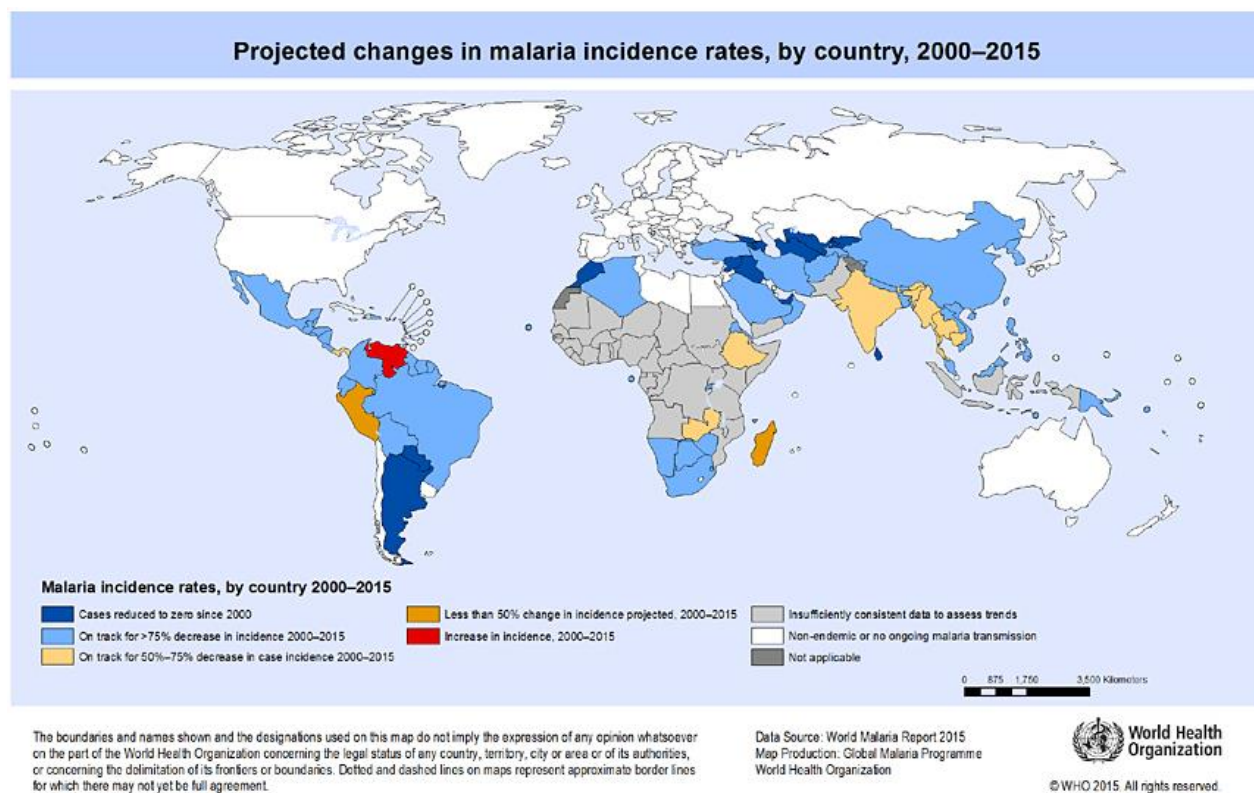 Projected changes in malaria incidence rates, by country, 2000–2015
Malaria incidence rates, by country 2000–2015
Cases reduced to zero since 2000
On track for >75% decrease in incidence 2000–2015
On track for 50%–75% decrease in case incidence 2000–2015
Less than 50% change in incidence projected, 2000–2015
Increase in incidence, 2000–2015
Insufficiently consistent data to assess trends
Non-endemic or no ongoing malaria transmission
Not applicable
0 875 1,750 3,500 Kilometers
The boundaries and names shown and the designations used on this map do not imply the expression of any opinion whatsoever
on the part of the World Health Organization concerning the legal status of any country, territory, city or area or of its authorities,
or concerning the delimitation of its frontiers or boundaries. Dotted and dashed lines on maps represent approximate border lines
for which there may not yet be full agreement.
Data Source: World Malaria Report 2015
Map Production: Global Malaria Programme
World Health Organization
World Health
Organization
© WHO 2015. All rights reserved.